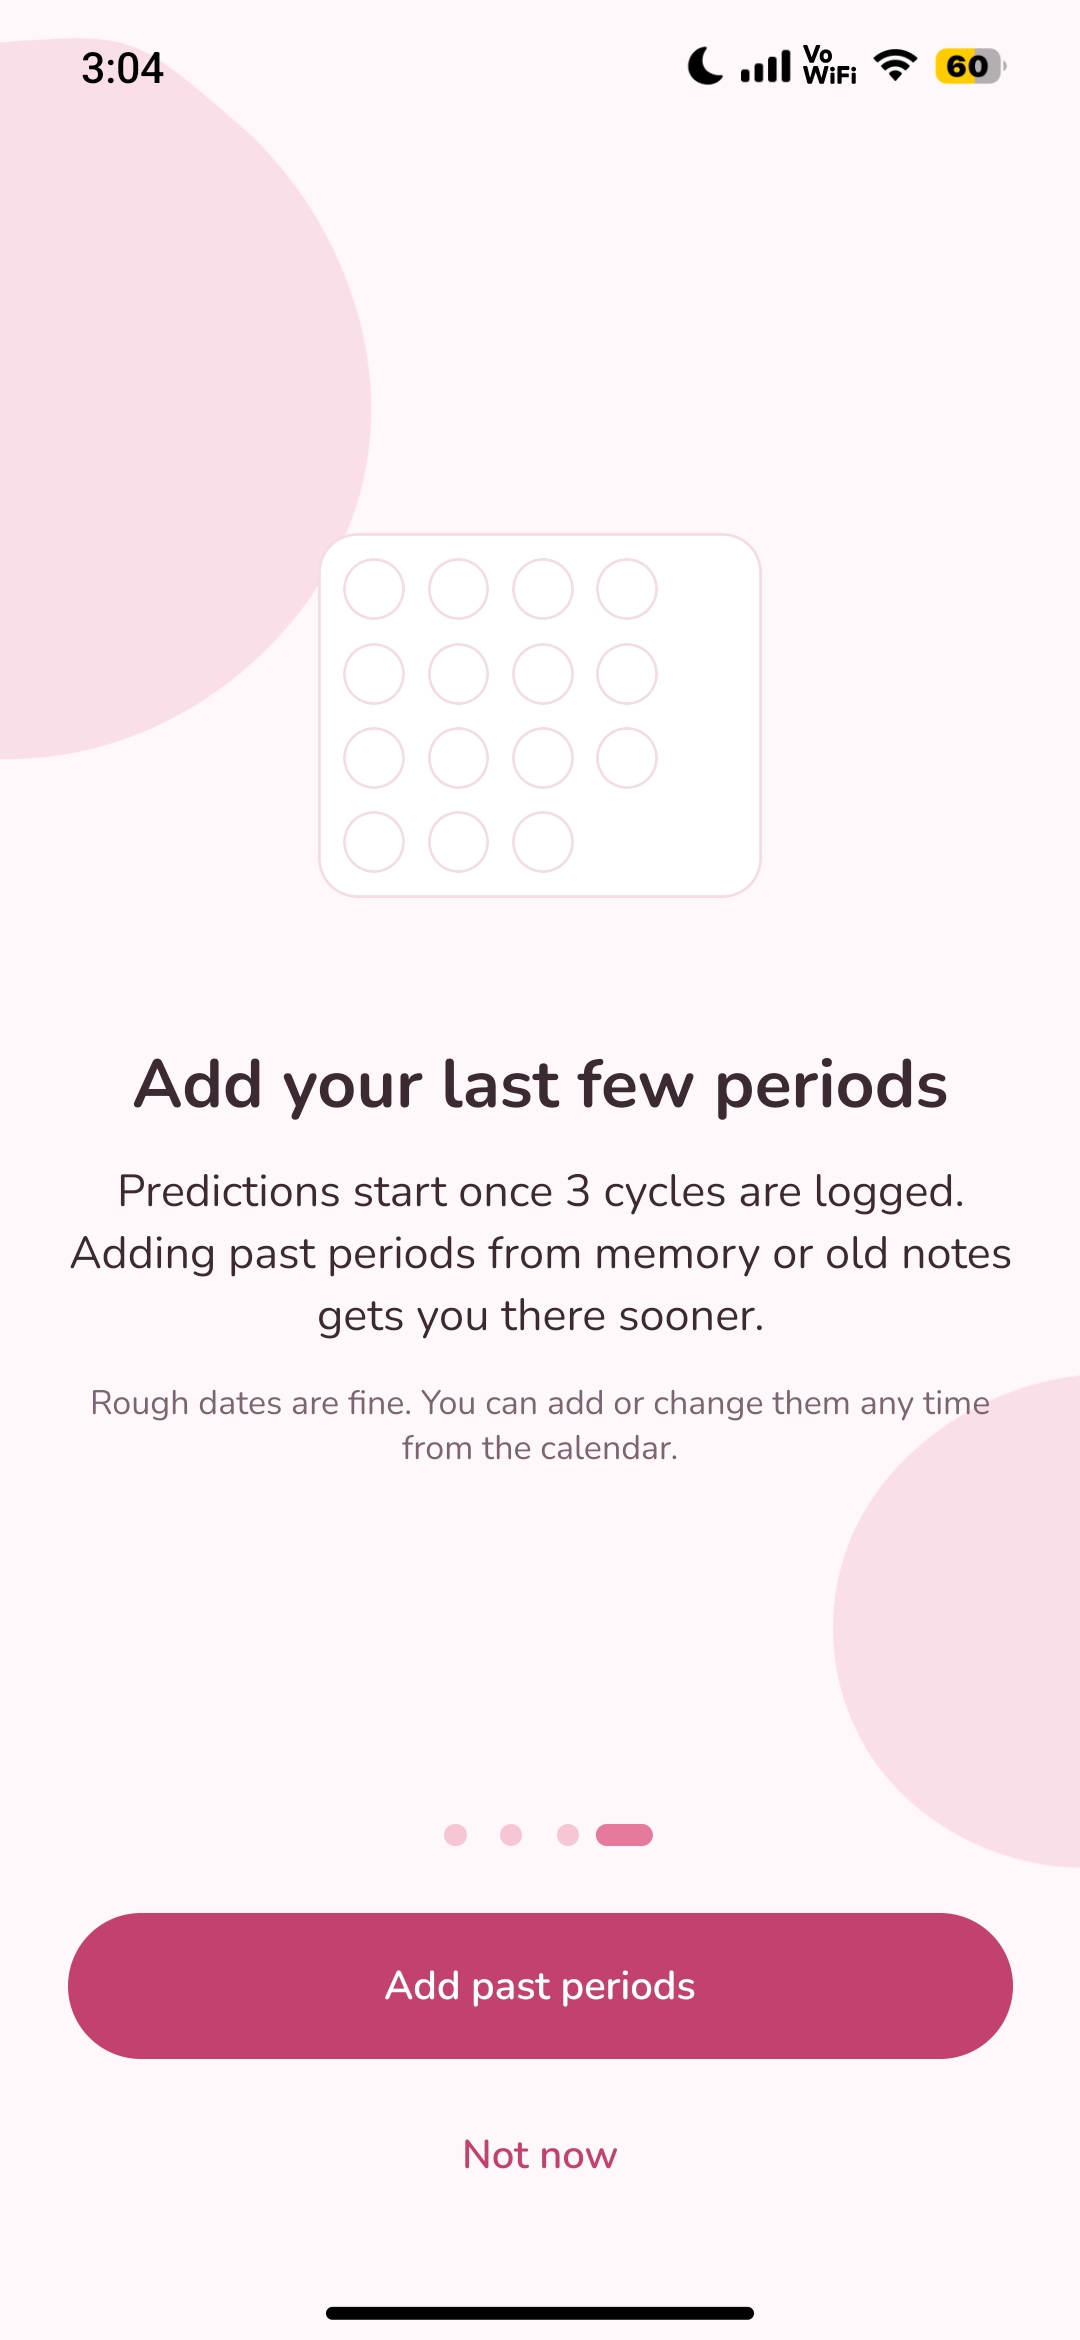 3:04
Vo
WiFi
60
Add your last few periods
Predictions start once 3 cycles are logged.
Adding past periods from memory or old notes
gets you there sooner.
Rough dates are fine. You can add or change them any time
from the calendar.
Add past periods
Not now